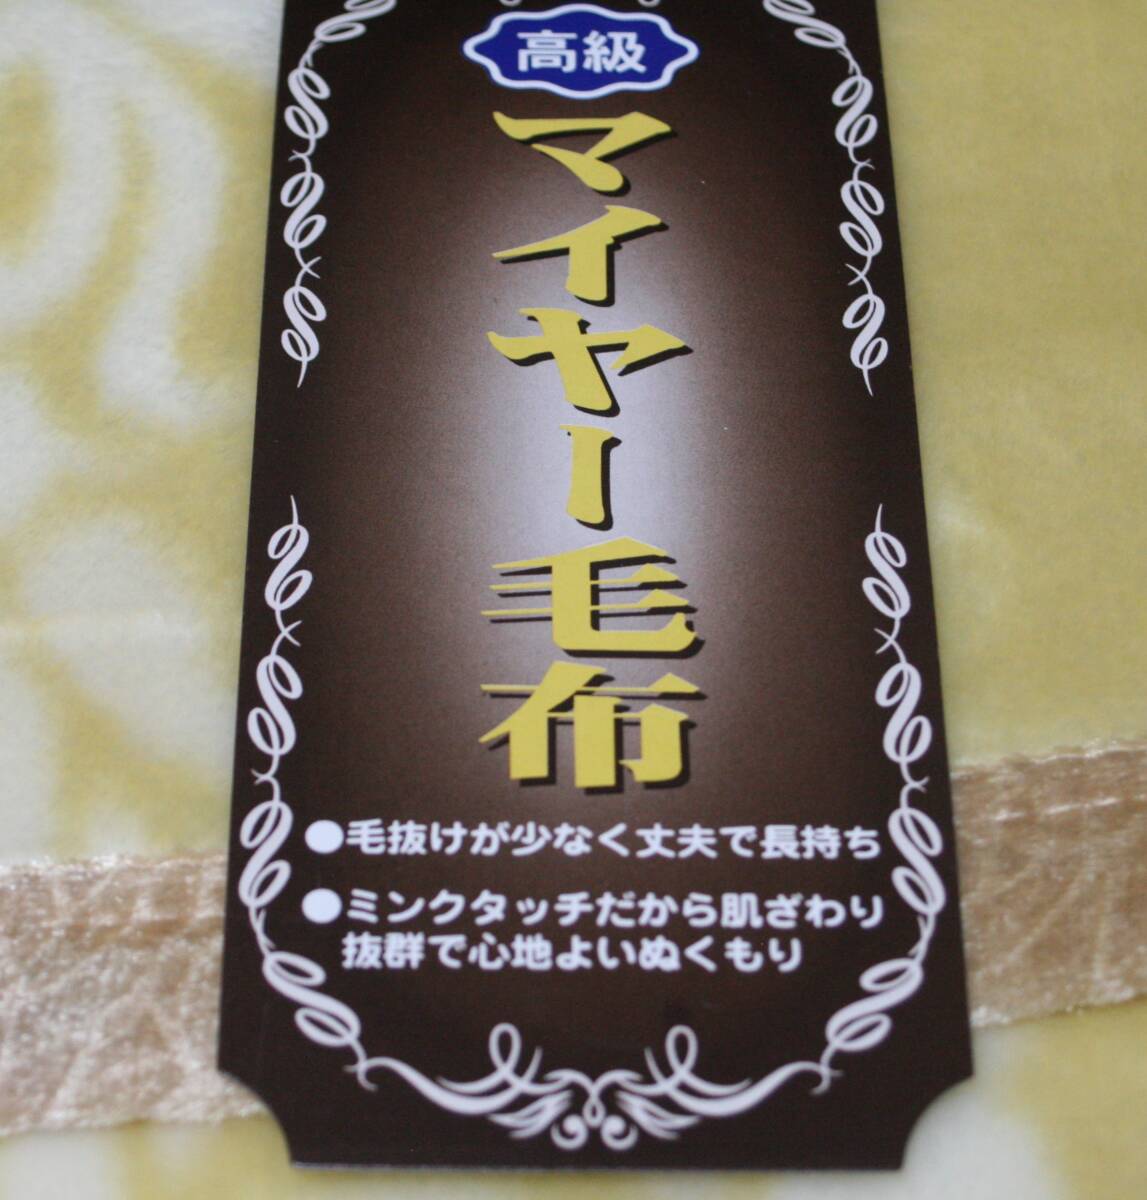 高級
マイヤー毛布
●毛抜けが少なく丈夫で長持ち
●ミンクタッチだから肌ざわり
抜群で心地よいぬくもり